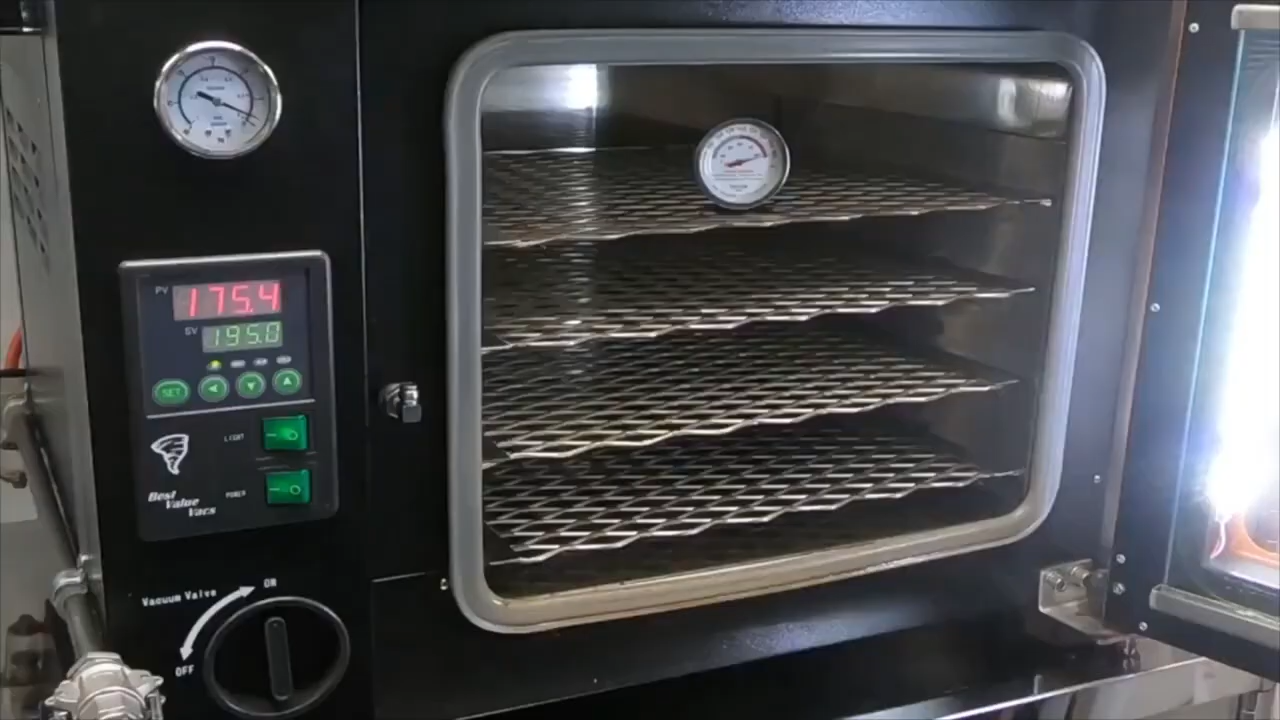 PV
175.4
SV
195.0
SET
LIGHT
POWER
Best
Value
Vacs
Vacuum Valve
ON
OFF